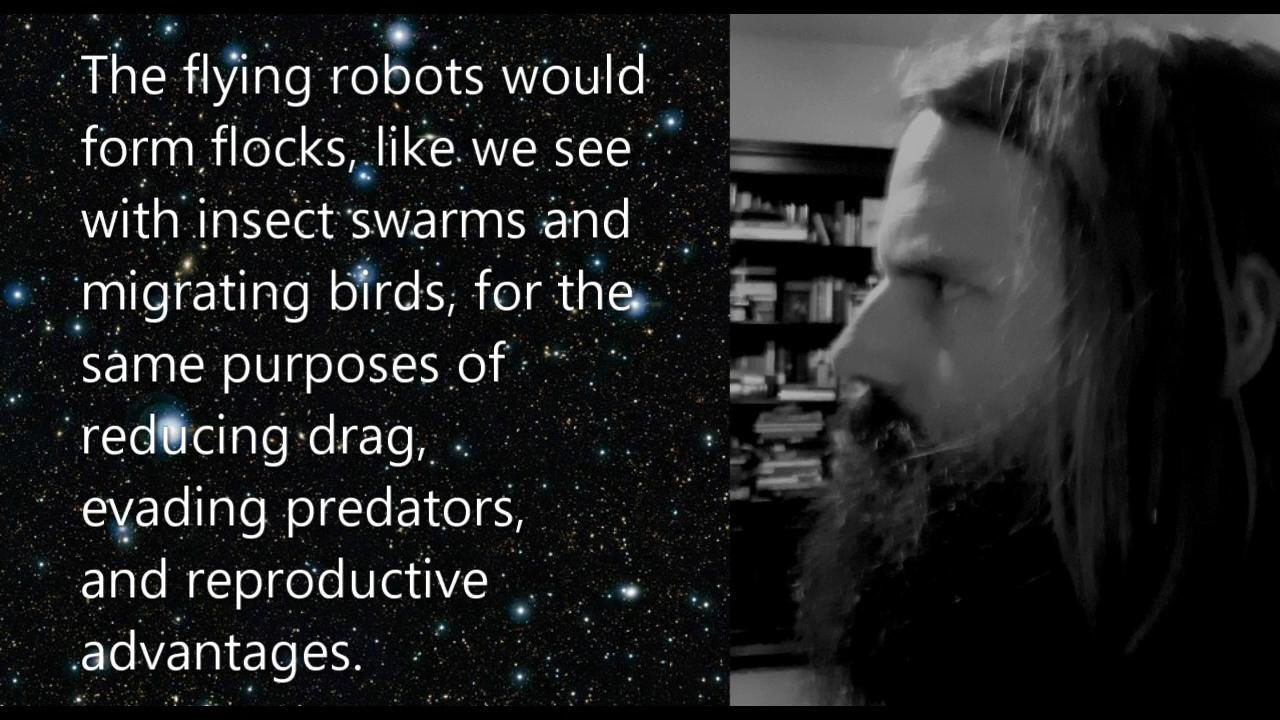 The flying robots would
form flocks, like we see
with insect swarms and
migrating birds, for the
same purposes of
reducing drag,
evading predators,
and reproductive
advantages.